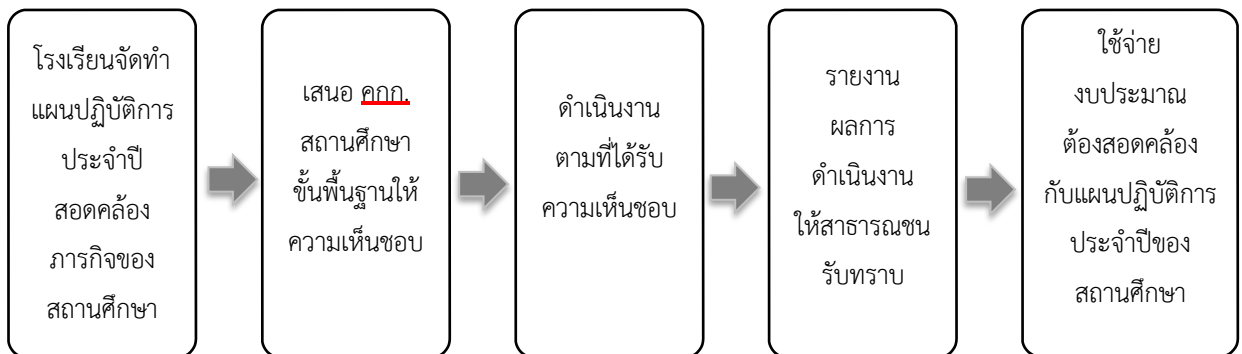 โรงเรียนจัดทำ
แผนปฏิบัติการ
ประจำปี
สอดคล้อง
ภารกิจของ
สถานศึกษา
เสนอ คกก.
สถานศึกษา
ขั้นพื้นฐานให้
ความเห็นชอบ
ดำเนินงาน
ตามที่ได้รับ
ความเห็นชอบ
รายงาน
ผลการ
ดำเนินงาน
ให้สาธารณชน
รับทราบ
ใช้จ่าย
งบประมาณ
ต้องสอดคล้อง
กับแผนปฏิบัติการ
ประจำปีของ
สถานศึกษา